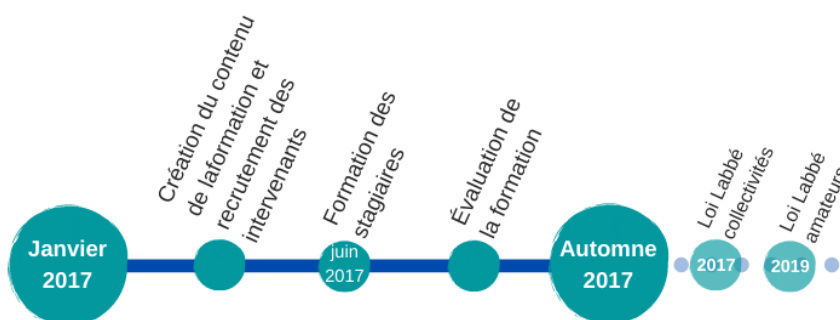 Janvier
2017
Création du contenu
de laformation et
recrutement des
intervenants
juin
2017
Formation des
stagiaires
Évaluation de
la formation
Automne
2017
2017
Loi Labbé
collectivités
2019
Loi Labbé
amateurs